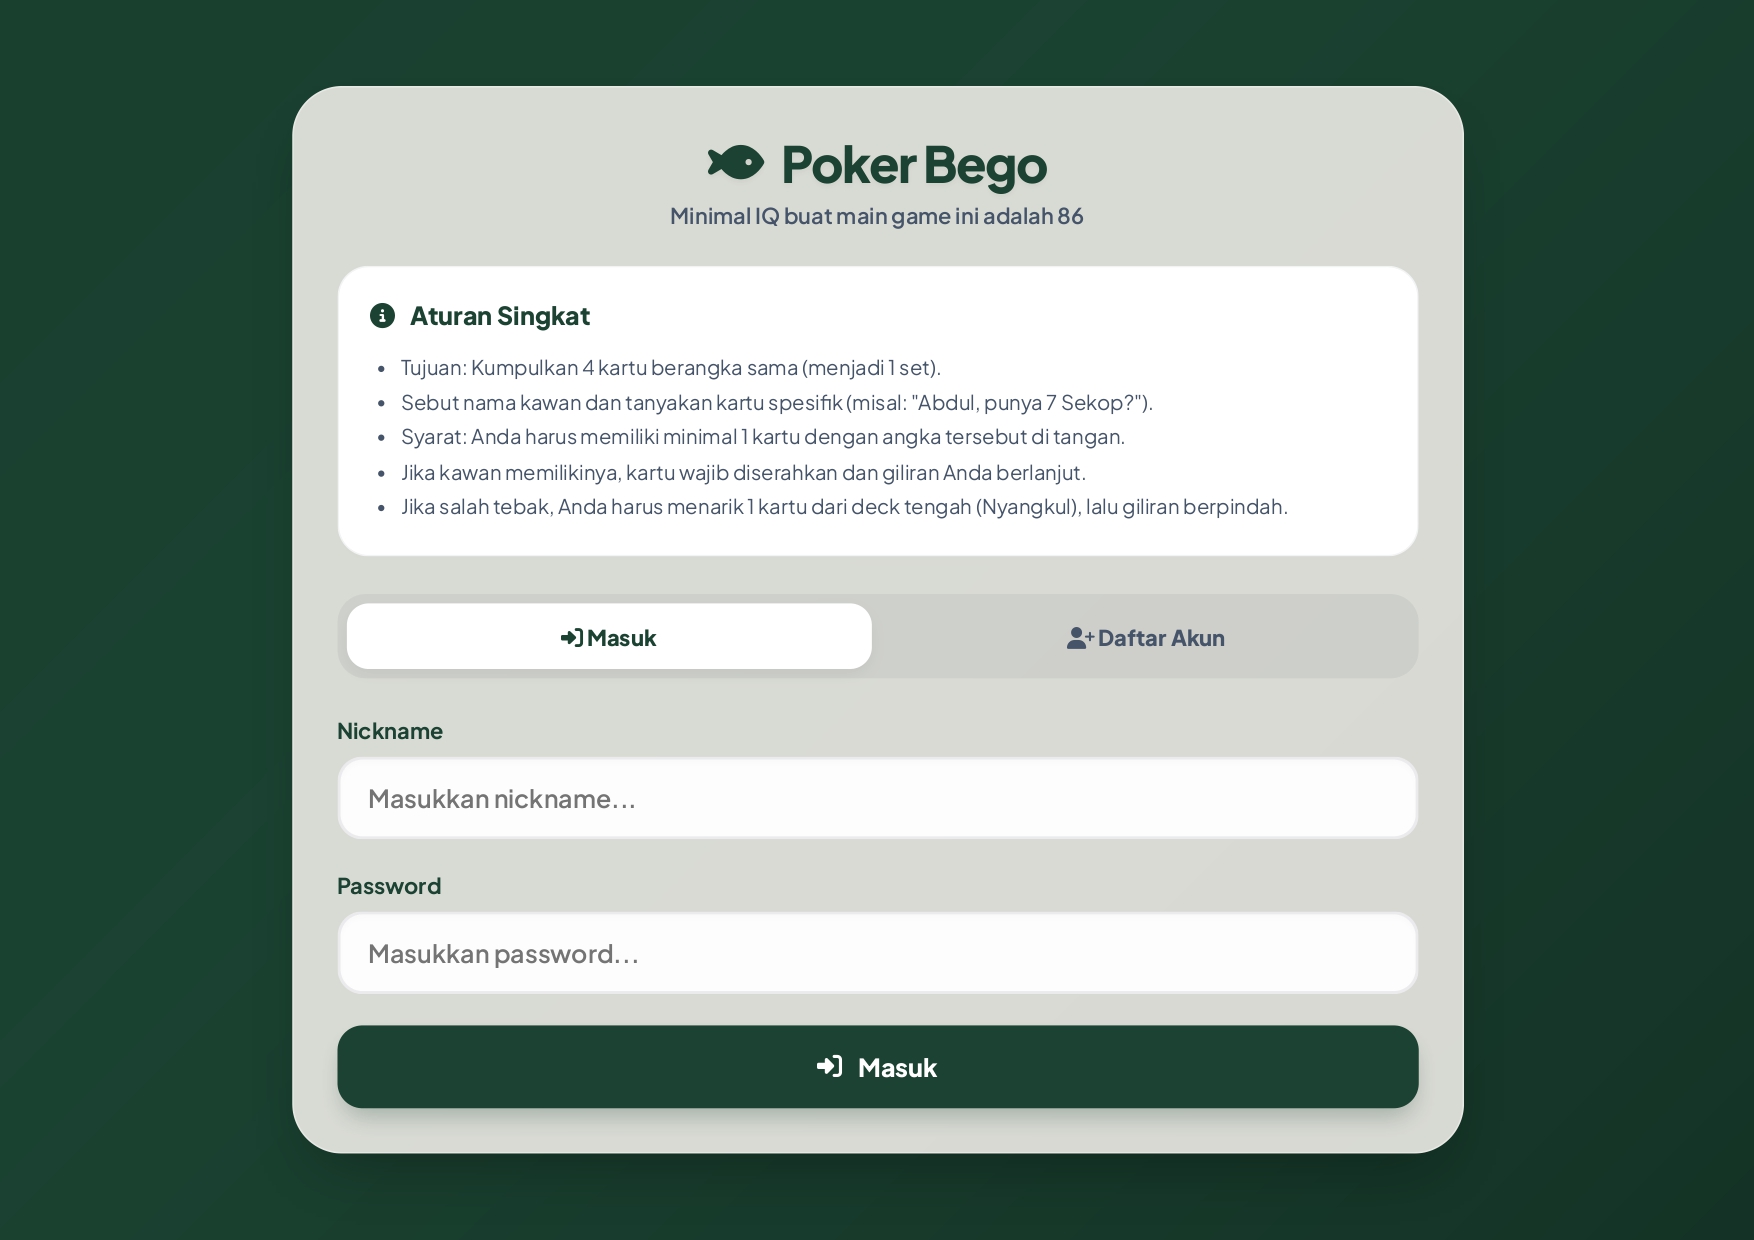 Poker Bego
Minimal IQ buat main game ini adalah 86
Aturan Singkat
• Tujuan: Kumpulkan 4 kartu berangka sama (menjadi 1 set).
• Sebut nama kawan dan tanyakan kartu spesifik (misal: "Abdul, punya 7 Sekop?").
• Syarat: Anda harus memiliki minimal 1 kartu dengan angka tersebut di tangan.
• Jika kawan memilikinya, kartu wajib diserahkan dan giliran Anda berlanjut.
• Jika salah tebak, Anda harus menarik 1 kartu dari deck tengah (Nyangkul), lalu giliran berpindah.
Masuk
Daftar Akun
Nickname
Masukkan nickname...
Password
Masukkan password...
Masuk